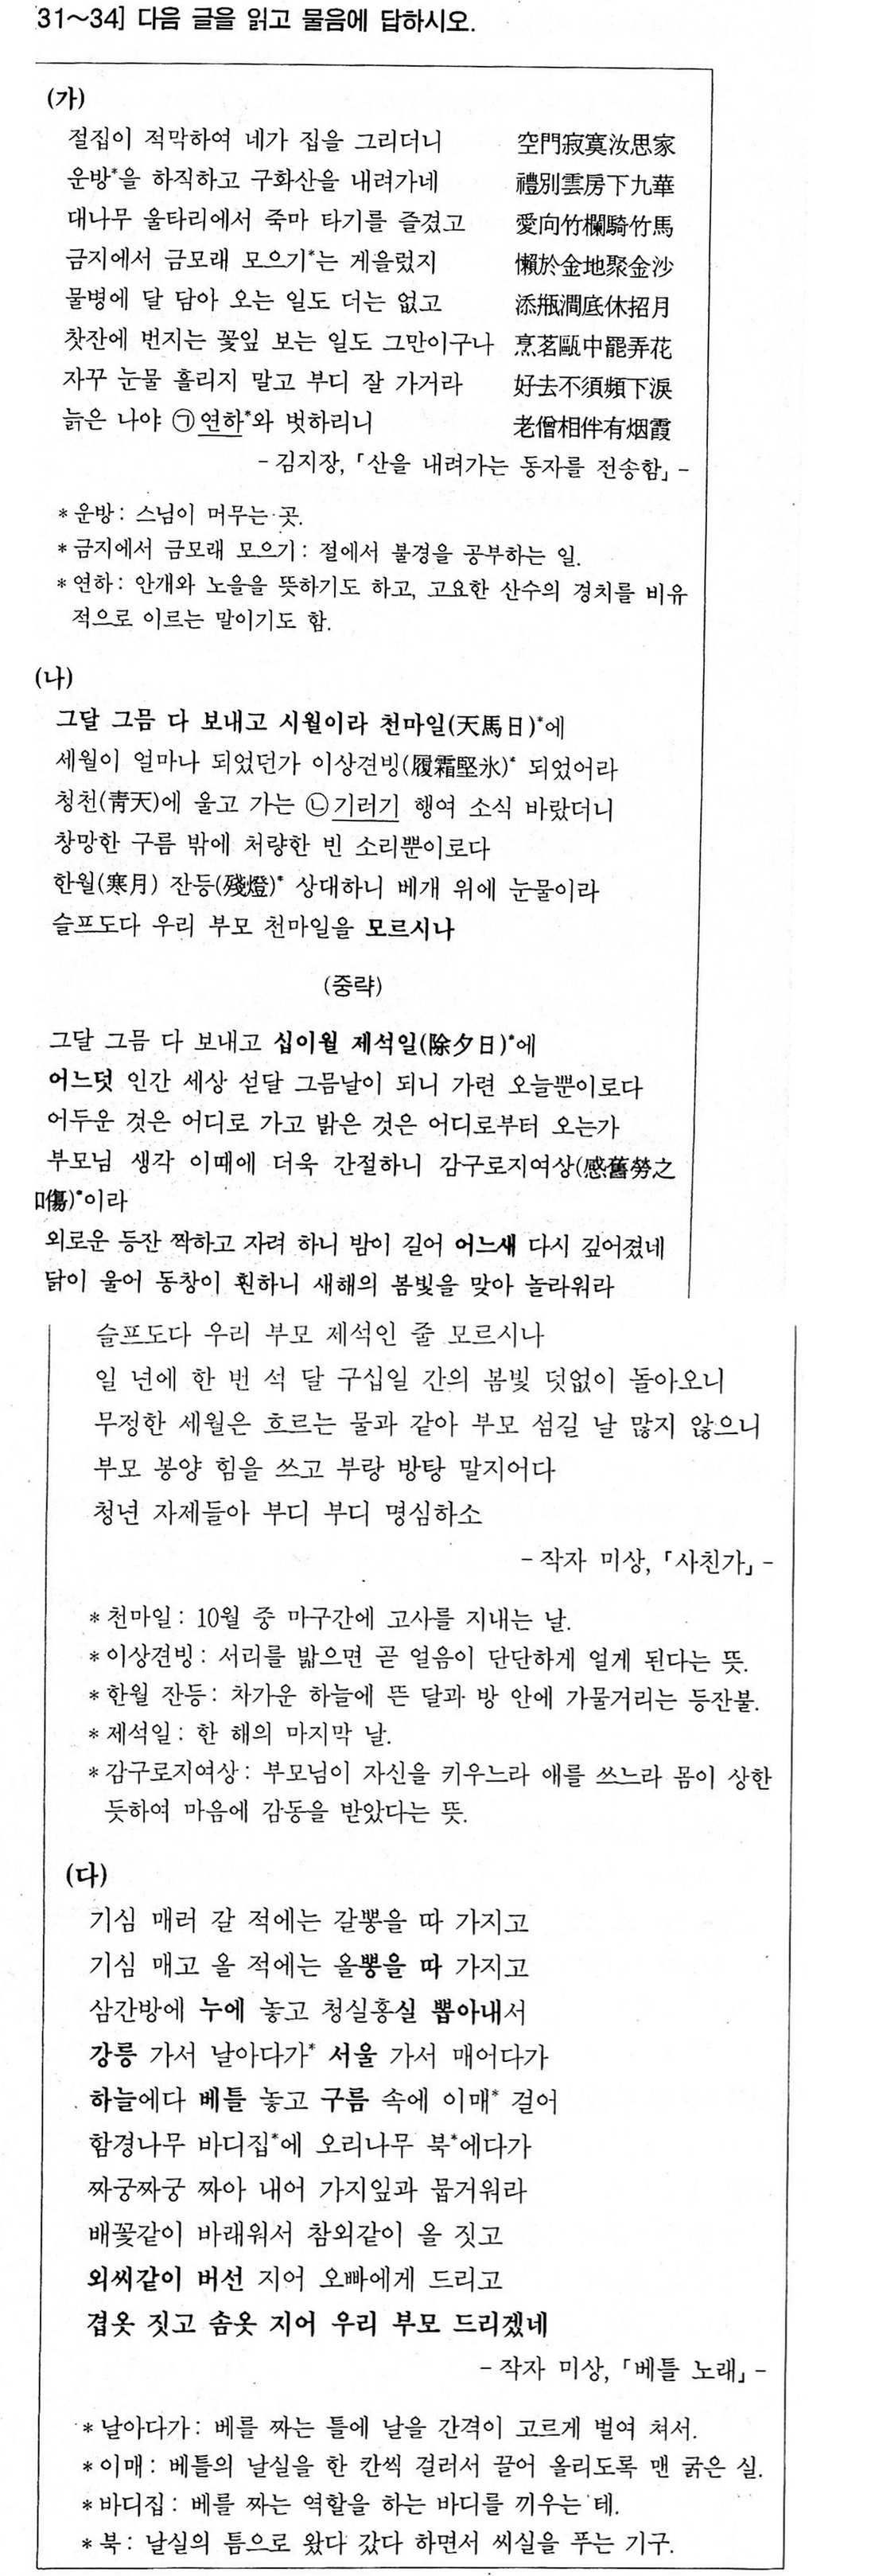 [31~34] 다음 글을 읽고 물음에 답하시오.
(가)
절집이 적막하여 네가 집을 그리더니 空門寂寞汝思家
운방*을 하직하고 구화산을 내려가네 禮別雲房下九華
대나무 울타리에서 죽마 타기를 즐겼고 愛向竹欄騎竹馬
금지에서 금모래 모으기*는 게을렀지 懶於金地聚金沙
물병에 달 담아 오는 일도 더는 없고 添瓶澗底休招月
찻잔에 번지는 꽃잎 보는 일도 그만이구나 烹茗甌中罷弄花
자꾸 눈물 흘리지 말고 부디 잘 가거라 好去不須頻下淚
늙은 나야 ㉠연하*와 벗하리니 老僧相伴有烟霞
- 김지장, 「산을 내려가는 동자를 전송함」 -
* 운방: 스님이 머무는 곳.
* 금지에서 금모래 모으기: 절에서 불경을 공부하는 일.
* 연하: 안개와 노을을 뜻하기도 하고, 고요한 산수의 경치를 비유
적으로 이르는 말이기도 함.
(나)
그달 그믐 다 보내고 시월이라 천마일(天馬日)*에
세월이 얼마나 되었던가 이상견빙(履霜堅氷)* 되었어라
청천(靑天)에 울고 가는 ㉡기러기 행여 소식 바랐더니
창망한 구름 밖에 처량한 빈 소리뿐이로다
한월(寒月) 잔등(殘燈)* 상대하니 베개 위에 눈물이라
슬프도다 우리 부모 천마일을 모르시나
(중략)
그달 그믐 다 보내고 십이월 제석일(除夕日)*에
어느덧 인간 세상 섣달 그믐날이 되니 가련 오늘뿐이로다
어두운 것은 어디로 가고 밝은 것은 어디로부터 오는가
부모님 생각 이때에 더욱 간절하니 감구로지여상(感舊勞之
傷)*이라
외로운 등잔 짝하고 자려 하니 밤이 길어 어느새 다시 깊어졌네
닭이 울어 동창이 훤하니 새해의 봄빛을 맞아 놀라워라
슬프도다 우리 부모 제석인 줄 모르시나
일 년에 한 번 석 달 구십일 간의 봄빛 덧없이 돌아오니
무정한 세월은 흐르는 물과 같아 부모 섬길 날 많지 않으니
부모 봉양 힘을 쓰고 부랑 방탕 말지어다
청년 자제들아 부디 부디 명심하소
- 작자 미상, 「사친가」 -
* 천마일: 10월 중 마구간에 고사를 지내는 날.
* 이상견빙: 서리를 밟으면 곧 얼음이 단단하게 얼게 된다는 뜻.
* 한월 잔등: 차가운 하늘에 뜬 달과 방 안에 가물거리는 등잔불.
* 제석일: 한 해의 마지막 날.
* 감구로지여상: 부모님이 자신을 키우느라 애를 쓰느라 몸이 상한
듯하여 마음에 감동을 받았다는 뜻.
(다)
기심 매러 갈 적에는 갈뽕을 따 가지고
기심 매고 올 적에는 올뽕을 따 가지고
삼간방에 누에 놓고 청실홍실 뽑아내서
강릉 가서 날아다가* 서울 가서 매어다가
하늘에다 베틀 놓고 구름 속에 이매* 걸어
함경나무 바디집*에 오리나무 북*에다가
짜궁짜궁 짜아 내어 가지잎과 뭅거워라
배꽃같이 바래워서 참외같이 올 짓고
외씨같이 버선 지어 오빠에게 드리고
겹옷 짓고 솜옷 지어 우리 부모 드리겠네
- 작자 미상, 「베틀 노래」 -
* 날아다가: 베를 짜는 틀에 날을 간격이 고르게 벌여 쳐서.
* 이매: 베틀의 날실을 한 칸씩 걸러서 끌어 올리도록 맨 굵은 실.
* 바디집: 베를 짜는 역할을 하는 바디를 끼우는 테.
* 북: 날실의 틈으로 왔다 갔다 하면서 씨실을 푸는 기구.